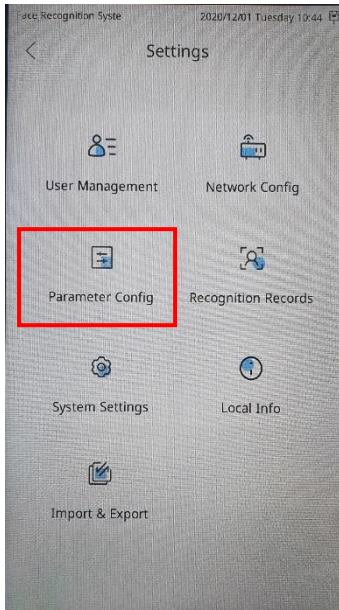 ace Recognition Syste 2020/12/01 Tuesday 10:44
Settings
User Management Network Config
Parameter Config Recognition Records
System Settings Local Info
Import & Export